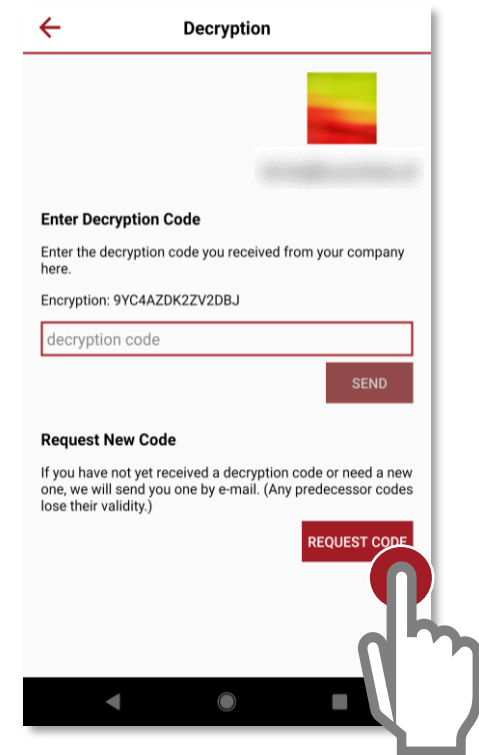 Decryption
Enter Decryption Code
Enter the decryption code you received from your company
here.
Encryption: 9YC4AZDK2ZV2DBJ
decryption code
SEND
Request New Code
If you have not yet received a decryption code or need a new
one, we will send you one by e-mail. (Any predecessor codes
lose their validity.)
REQUEST CODE